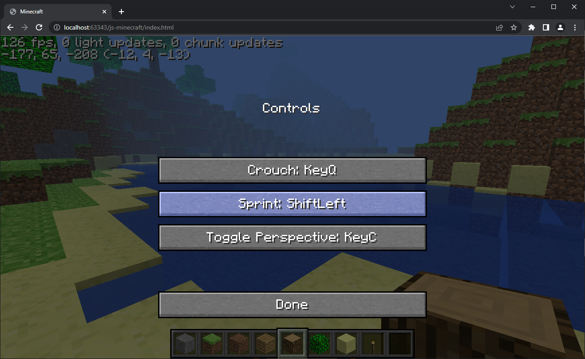 Minecraft
localhost:63343/js-minecraft/index.html
126 fps, 0 light updates, 0 chunk updates
-177, 65, -208 (-12, 4, -13)
Controls
Crouch: KeyQ
Sprint: ShiftLeft
Toggle Perspective: KeyC
Done